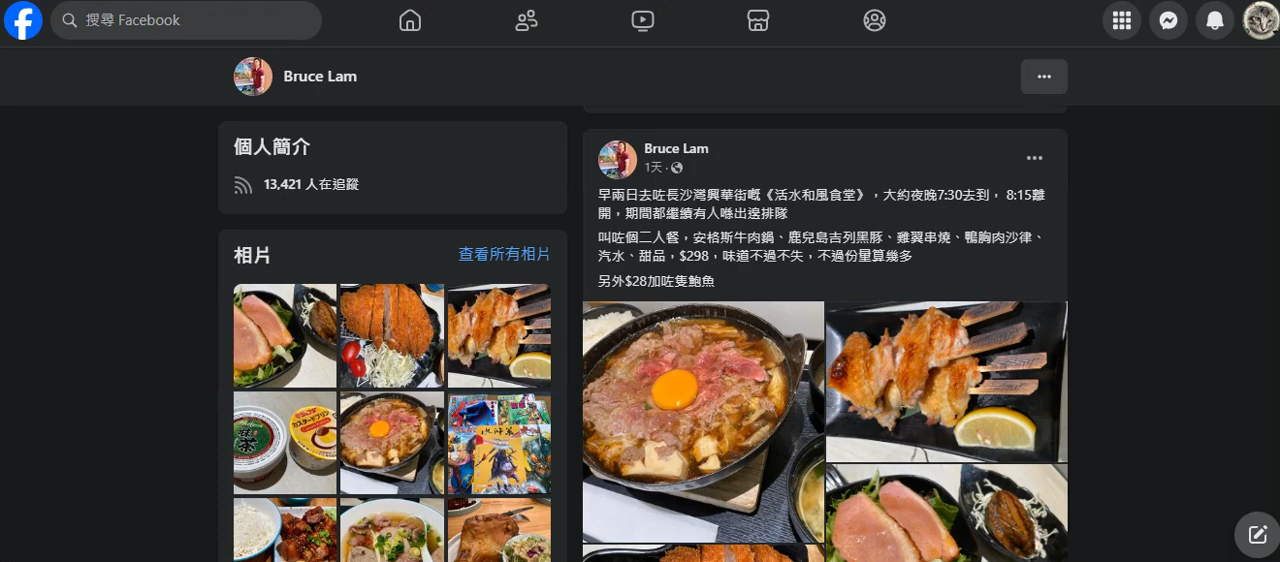 搜尋 Facebook
Bruce Lam
個人簡介
13,421 人在追蹤
相片
查看所有相片
Bruce Lam
1天 ·
早兩日去咗長沙灣興華街嘅《活水和風食堂》，大約夜晚7:30去到， 8:15離
開，期間都繼續有人喺出邊排隊
叫咗個二人餐，安格斯牛肉鍋、鹿兒島吉列黑豚、雞翼串燒、鴨胸肉沙律、
汽水、甜品，$298，味道不過不失，不過份量算幾多
另外$28加咗隻鮑魚